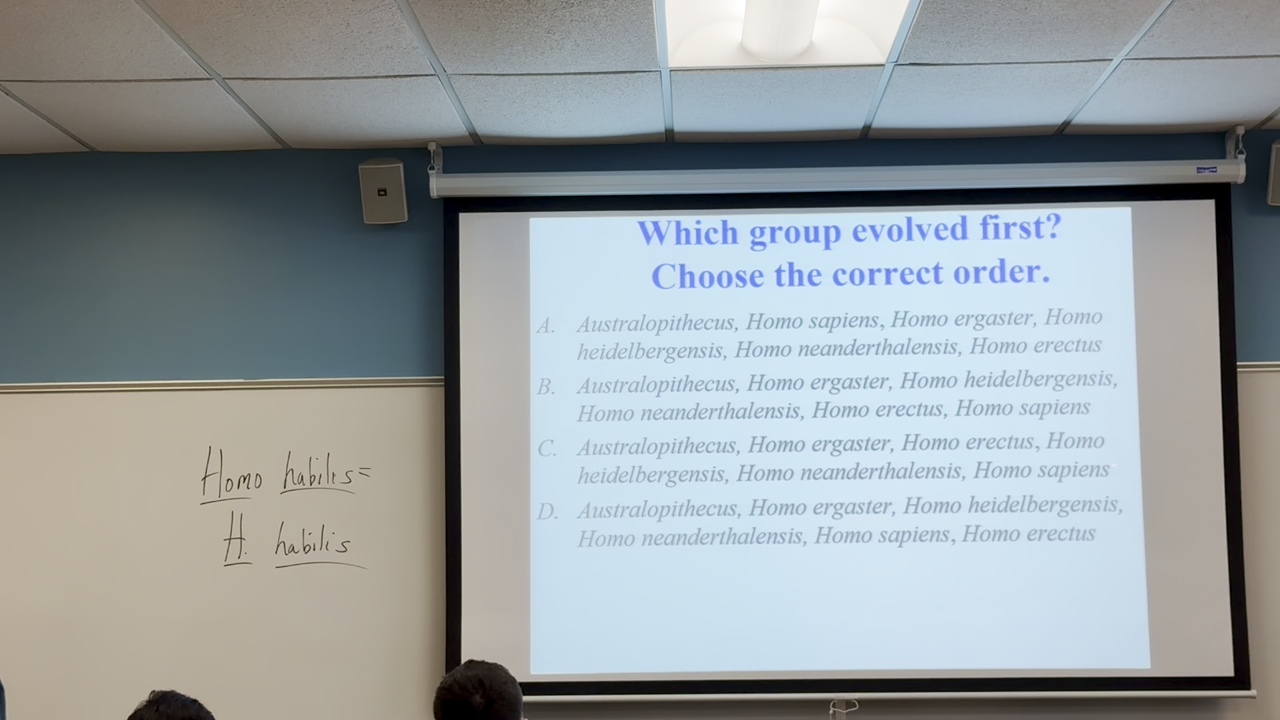 Which group evolved first?
Choose the correct order.
A. Australopithecus, Homo sapiens, Homo ergaster, Homo
heidelbergensis, Homo neanderthalensis, Homo erectus
B. Australopithecus, Homo ergaster, Homo heidelbergensis,
Homo neanderthalensis, Homo erectus, Homo sapiens
C. Australopithecus, Homo ergaster, Homo erectus, Homo
heidelbergensis, Homo neanderthalensis, Homo sapiens
D. Australopithecus, Homo ergaster, Homo heidelbergensis,
Homo neanderthalensis, Homo sapiens, Homo erectus
Homo habilis=
H. habilis